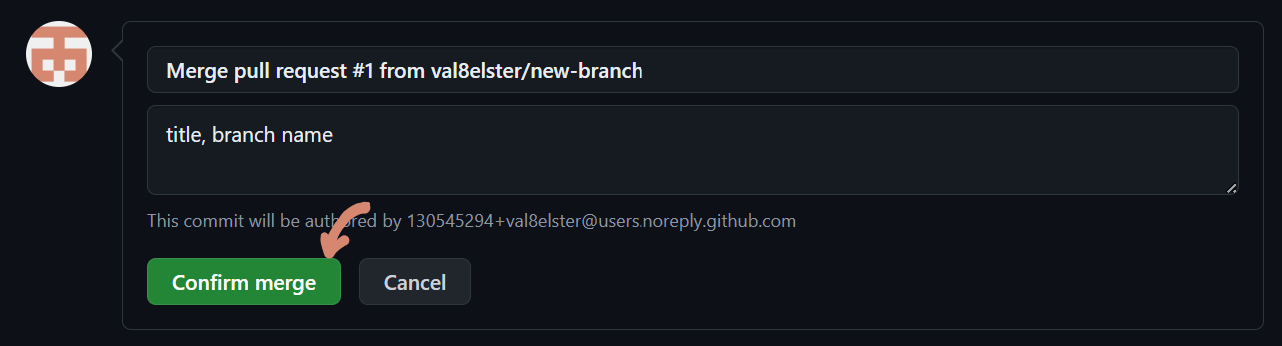 Merge pull request #1 from val8elster/new-branch
title, branch name
This commit will be authored by 130545294+val8elster@users.noreply.github.com
Confirm merge
Cancel